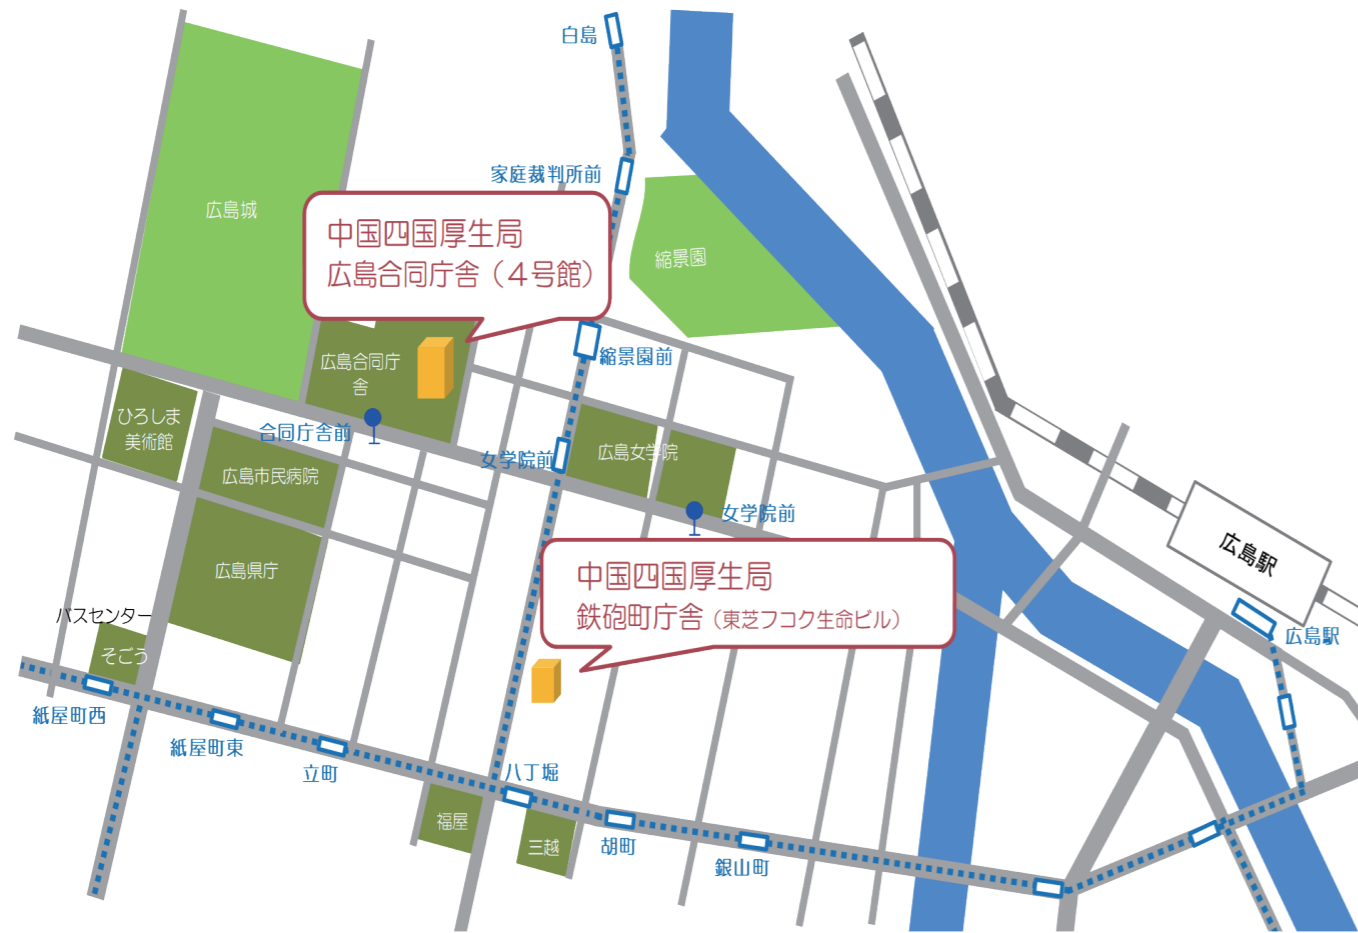 白島
家庭裁判所前
広島城
中国四国厚生局
広島合同庁舎（4号館）
縮景園
広島合同庁
舎
縮景園前
ひろしま
美術館
合同庁舎前
女学院前
広島女学院
広島市民病院
女学院前
広島駅
広島県庁
中国四国厚生局
鉄砲町庁舎（東芝フコク生命ビル）
バスセンター
そごう
広島駅
紙屋町西
紙屋町東
立町
八丁堀
福屋
三越
胡町
銀山町